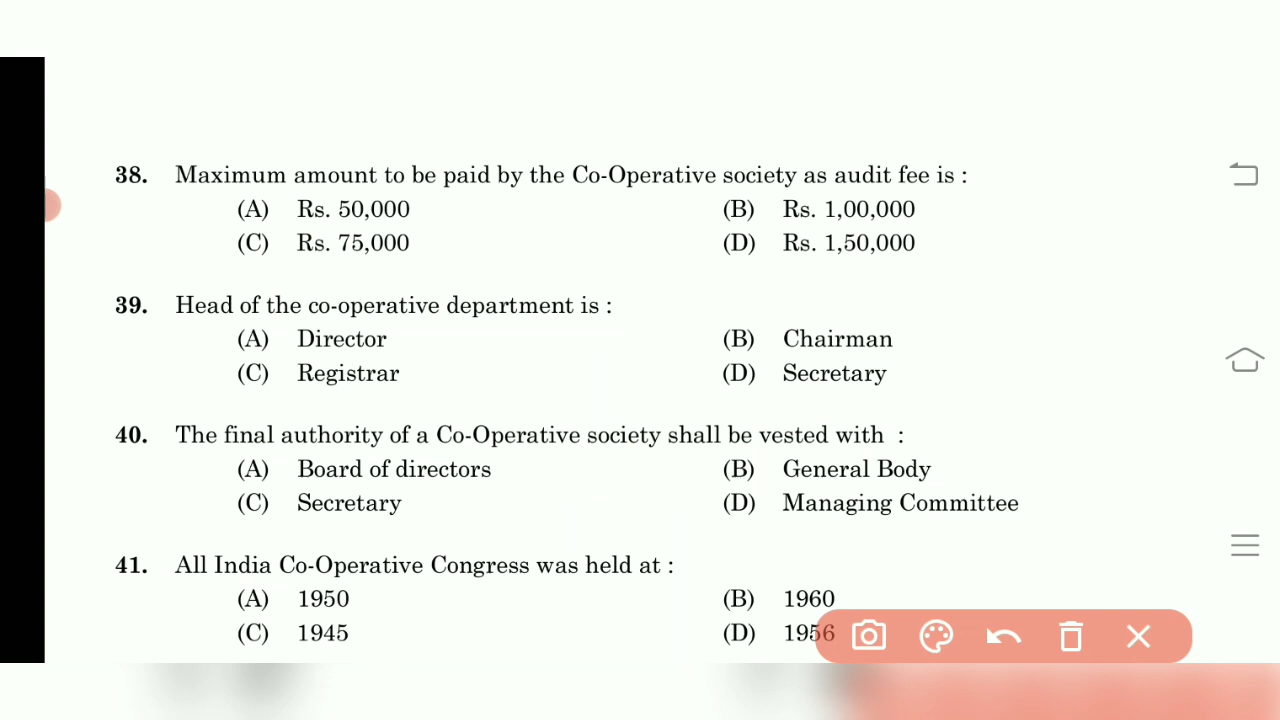 38. Maximum amount to be paid by the Co-Operative society as audit fee is :
(A) Rs. 50,000 (B) Rs. 1,00,000
(C) Rs. 75,000 (D) Rs. 1,50,000
39. Head of the co-operative department is :
(A) Director (B) Chairman
(C) Registrar (D) Secretary
40. The final authority of a Co-Operative society shall be vested with :
(A) Board of directors (B) General Body
(C) Secretary (D) Managing Committee
41. All India Co-Operative Congress was held at :
(A) 1950 (B) 1960
(C) 1945 (D) 1956